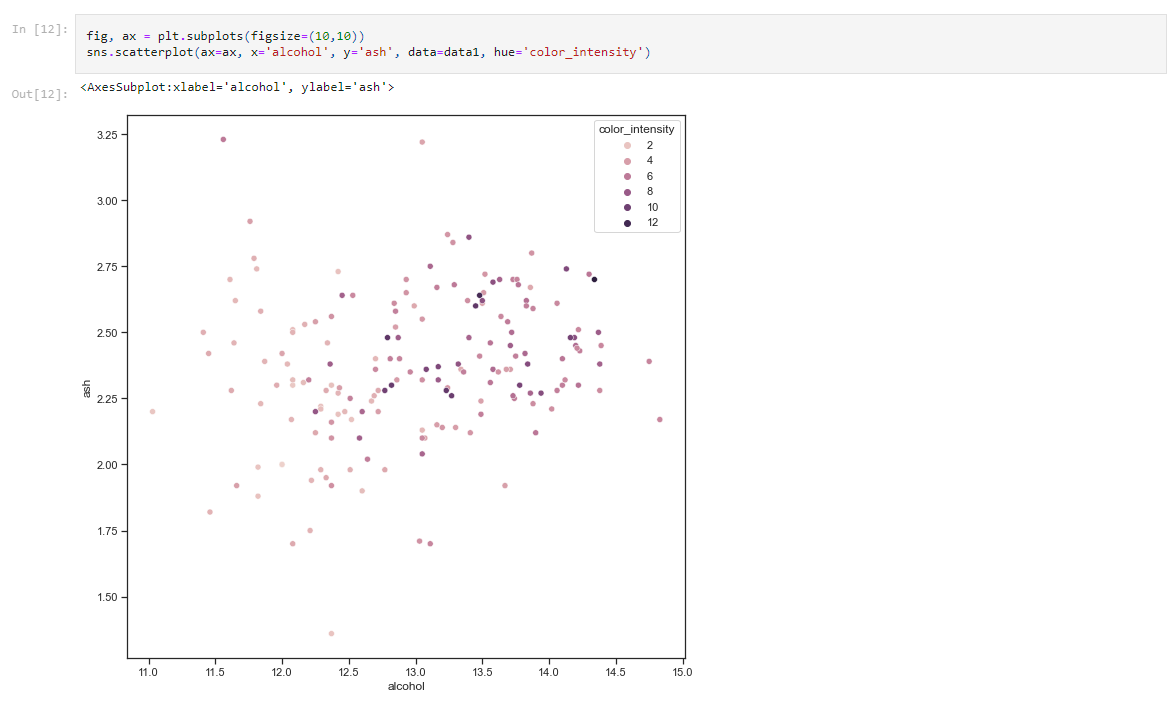 In [12]:
fig, ax = plt.subplots(figsize=(10,10))
sns.scatterplot(ax=ax, x='alcohol', y='ash', data=data1, hue='color_intensity')
Out[12]:
<AxesSubplot:xlabel='alcohol', ylabel='ash'>
color_intensity
2
4
6
8
10
12
3.25
3.00
2.75
2.50
2.25
2.00
1.75
1.50
ash
11.0 11.5 12.0 12.5 13.0 13.5 14.0 14.5 15.0
alcohol